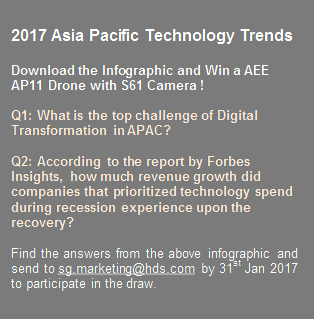 2017 Asia Pacific Technology Trends
Download the Infographic and Win a AEE
AP11 Drone with S61 Camera !
Q1: What is the top challenge of Digital
Transformation in APAC?
Q2: According to the report by Forbes
Insights, how much revenue growth did
companies that prioritized technology spend
during recession experience upon the
recovery?
Find the answers from the above infographic and
send to sg.marketing@hds.com by 31st Jan 2017
to participate in the draw.